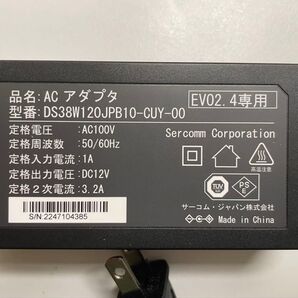 品名：AC アダプタ
型番：DS38W120JPB10-CUY-00
EVO2.4専用
定格電圧：AC100V
定格周波数：50/60Hz
定格入力電流：1A
定格出力電圧：DC12V
定格2次電流：3.2A
Sercomm Corporation
TÜV
PS
E
サーコム・ジャパン株式会社
Made in China
S/N:2247104385